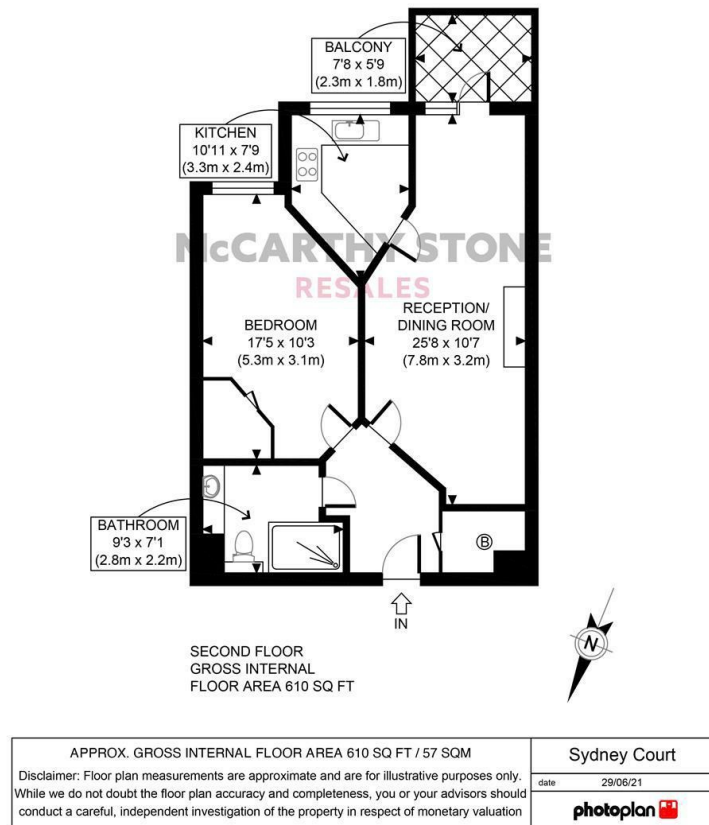 BALCONY
7'8 x 5'9
(2.3m x 1.8m)
KITCHEN
10'11 x 7'9
(3.3m x 2.4m)
McCARTHY STONE
RESALES
RECEPTION/
DINING ROOM
25'8 x 10'7
(7.8m x 3.2m)
BEDROOM
17'5 x 10'3
(5.3m x 3.1m)
BATHROOM
9'3 x 7'1
(2.8m x 2.2m)
B
IN
N
SECOND FLOOR
GROSS INTERNAL
FLOOR AREA 610 SQ FT
APPROX. GROSS INTERNAL FLOOR AREA 610 SQ FT / 57 SQM
Disclaimer: Floor plan measurements are approximate and are for illustrative purposes only.
While we do not doubt the floor plan accuracy and completeness, you or your advisors should
conduct a careful, independent investigation of the property in respect of monetary valuation
Sydney Court
date 29/06/21
photoplan